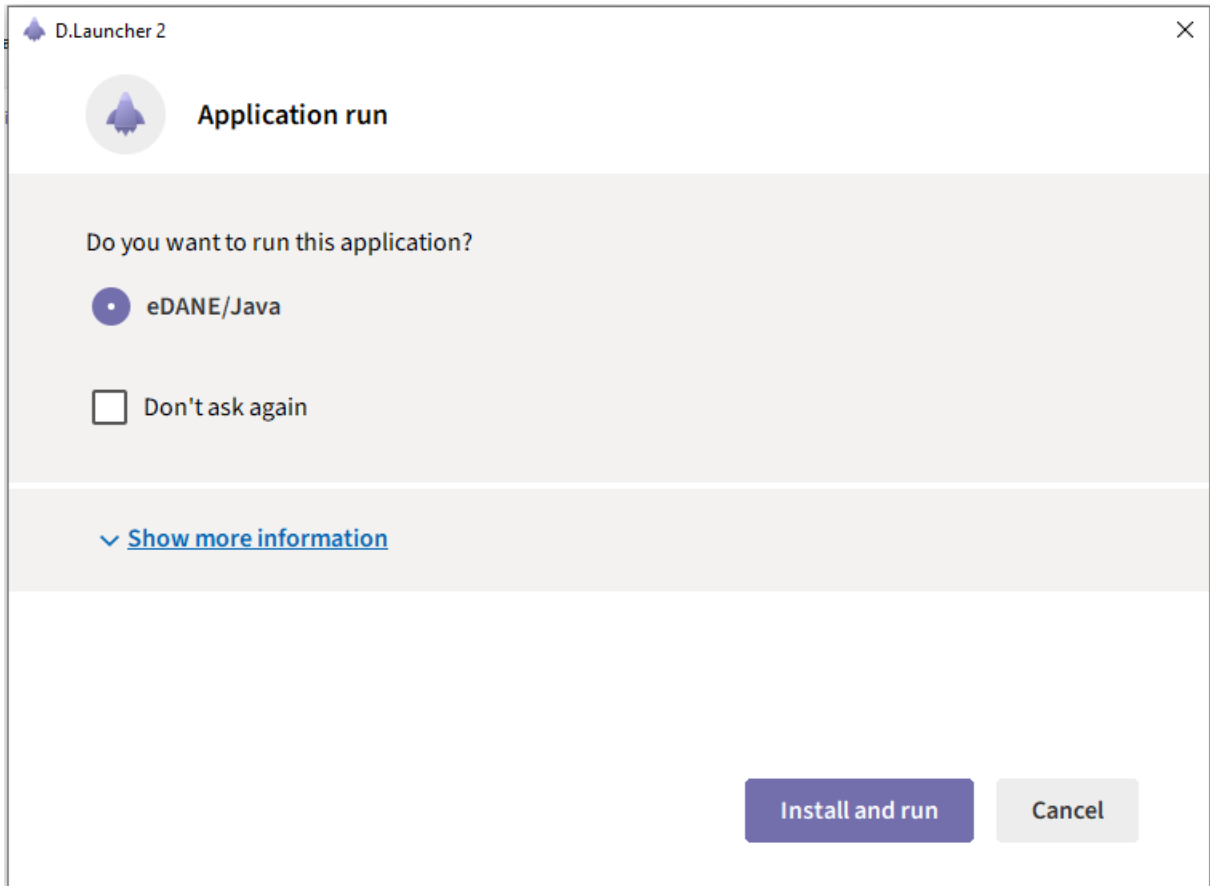 D.Launcher 2
Application run
Do you want to run this application?
eDANE/Java
Don't ask again
Show more information
Install and run
Cancel